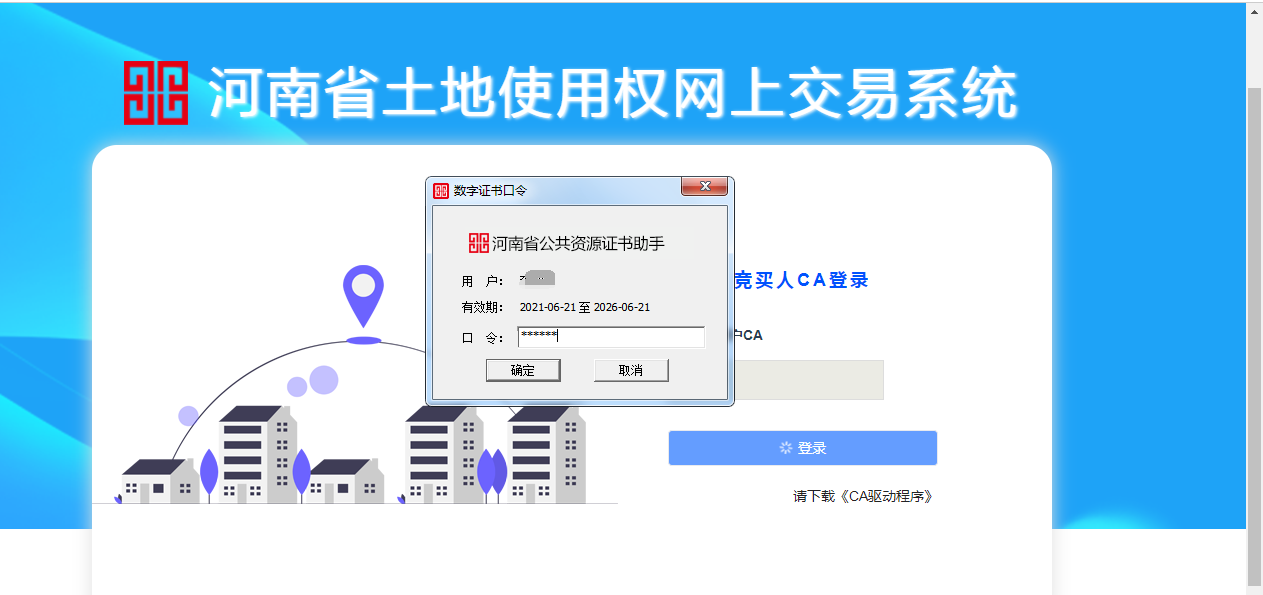 河南省土地使用权网上交易系统
数字证书口令
河南省公共资源证书助手
用 户：
有效期： 2021-06-21 至 2026-06-21
口 令： ******
确定 取消
竞买人CA登录
户CA
登录
请下载《CA驱动程序》